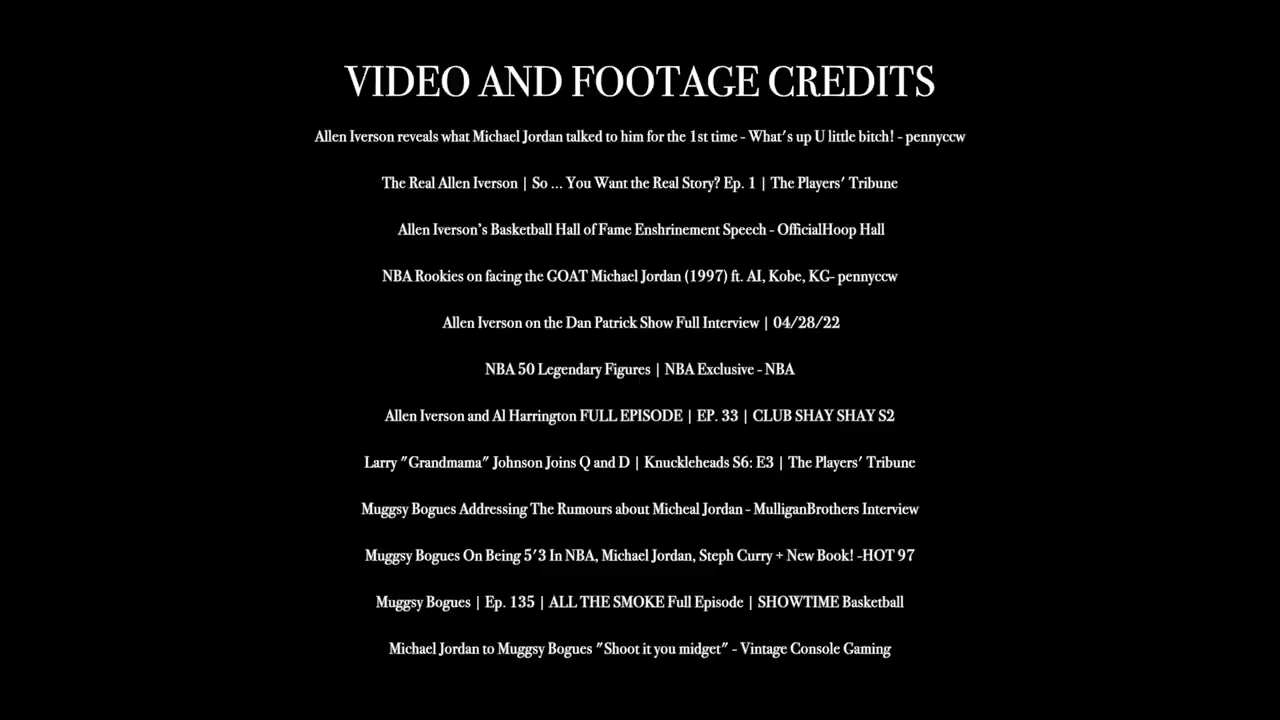 VIDEO AND FOOTAGE CREDITS
Allen Iverson reveals what Michael Jordan talked to him for the 1st time - What's up U little bitch! - pennyccw
The Real Allen Iverson | So ... You Want the Real Story? Ep. 1 | The Players' Tribune
Allen Iverson's Basketball Hall of Fame Enshrinement Speech - OfficialHoop Hall
NBA Rookies on facing the GOAT Michael Jordan (1997) ft. AI, Kobe, KG- pennyccw
Allen Iverson on the Dan Patrick Show Full Interview | 04/28/22
NBA 50 Legendary Figures | NBA Exclusive - NBA
Allen Iverson and Al Harrington FULL EPISODE | EP. 33 | CLUB SHAY SHAY S2
Larry "Grandmama" Johnson Joins Q and D | Knuckleheads S6: E3 | The Players' Tribune
Muggsy Bogues Addressing The Rumours about Micheal Jordan - MulliganBrothers Interview
Muggsy Bogues On Being 5'3 In NBA, Michael Jordan, Steph Curry + New Book! -HOT 97
Muggsy Bogues | Ep. 135 | ALL THE SMOKE Full Episode | SHOWTIME Basketball
Michael Jordan to Muggsy Bogues "Shoot it you midget" - Vintage Console Gaming